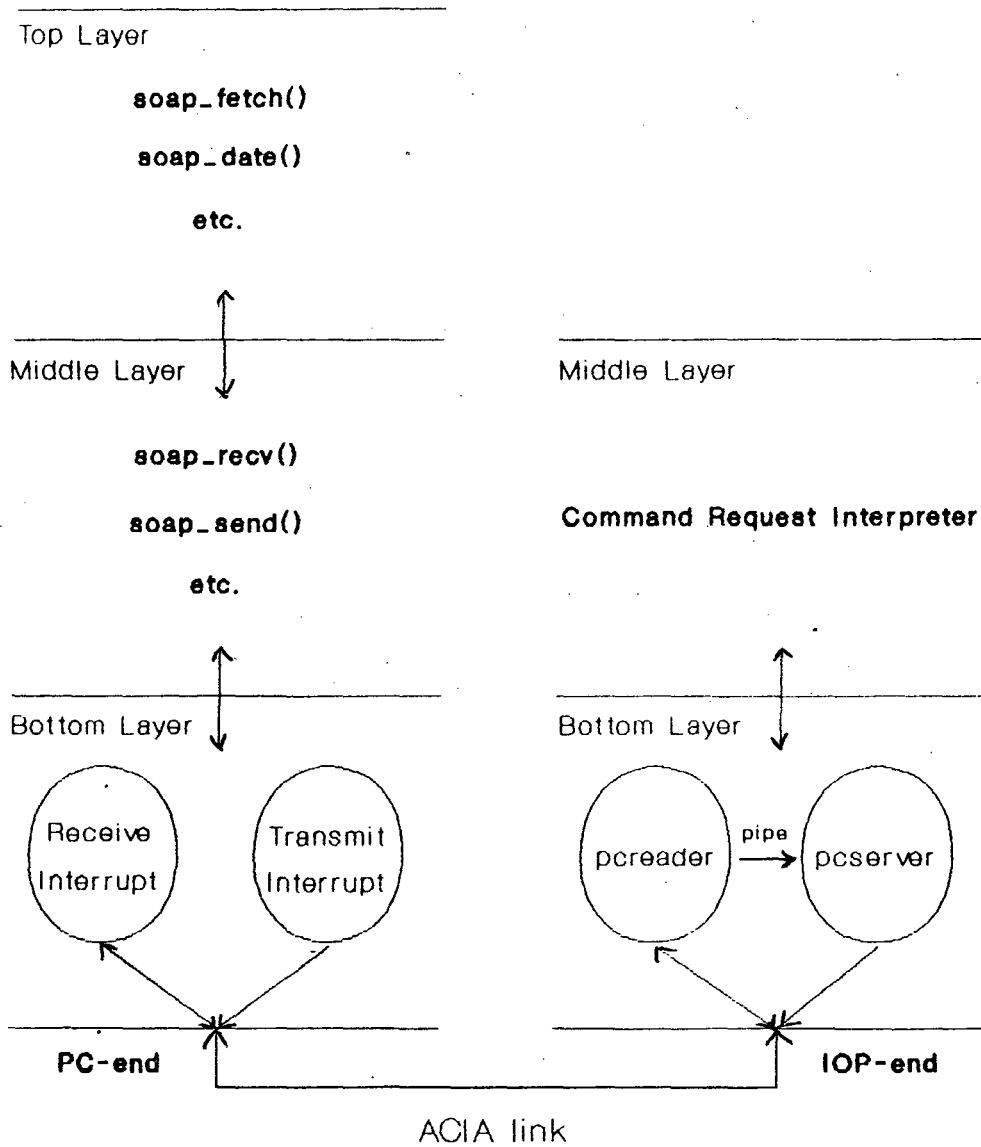 Top Layer
soap_fetch()
soap_date()
etc.
Middle Layer
soap_recv()
soap_send()
etc.
Bottom Layer
Receive
Interrupt
Transmit
Interrupt
PC-end
Middle Layer
Command Request Interpreter
Bottom Layer
pcreader
pipe
pcserver
IOP-end
ACIA link